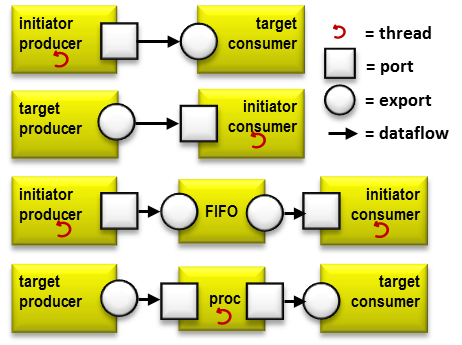 initiator
producer
target
consumer
= thread
= port
= export
= dataflow
target
producer
initiator
consumer
initiator
producer
FIFO
initiator
consumer
target
producer
proc
target
consumer